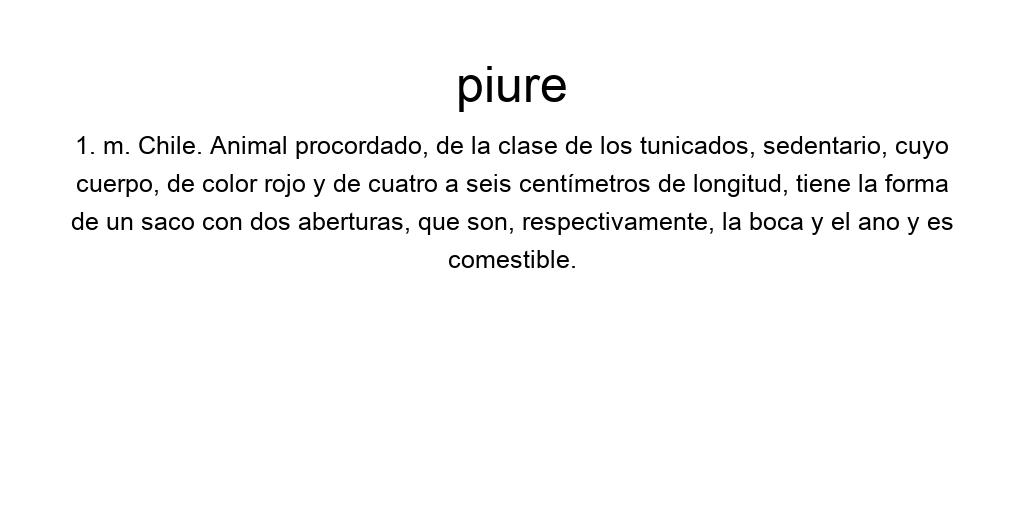 piure
1. m. Chile. Animal procordado, de la clase de los tunicados, sedentario, cuyo
cuerpo, de color rojo y de cuatro a seis centímetros de longitud, tiene la forma
de un saco con dos aberturas, que son, respectivamente, la boca y el ano y es
comestible.